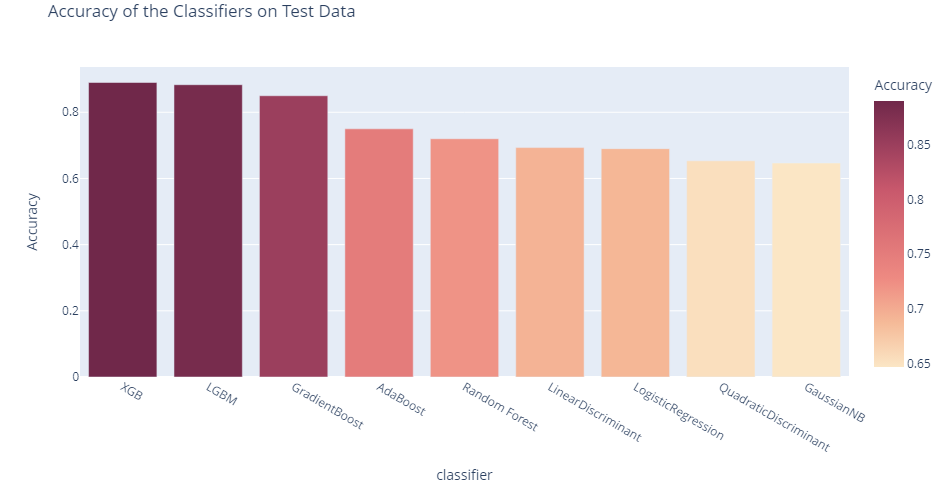 Accuracy of the Classifiers on Test Data
Accuracy
0.8
0.6
0.4
0.2
0
XGB
LGBM
GradientBoost
AdaBoost
Random Forest
LinearDiscriminant
LogisticRegression
QuadraticDiscriminant
GaussianNB
classifier
Accuracy
0.85
0.8
0.75
0.7
0.65